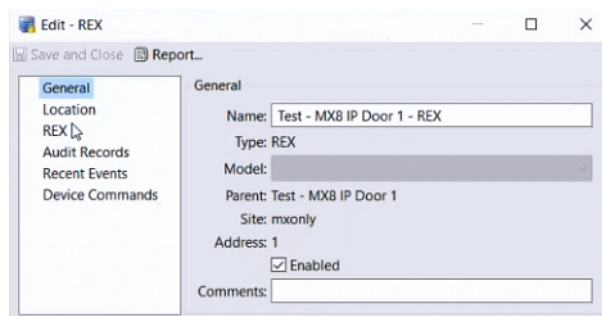 Edit - REX
Save and Close Report...
General
Location
REX
Audit Records
Recent Events
Device Commands
General
Name: Test - MX8 IP Door 1 - REX
Type: REX
Model:
Parent: Test - MX8 IP Door 1
Site: mxonly
Address: 1
Enabled
Comments: